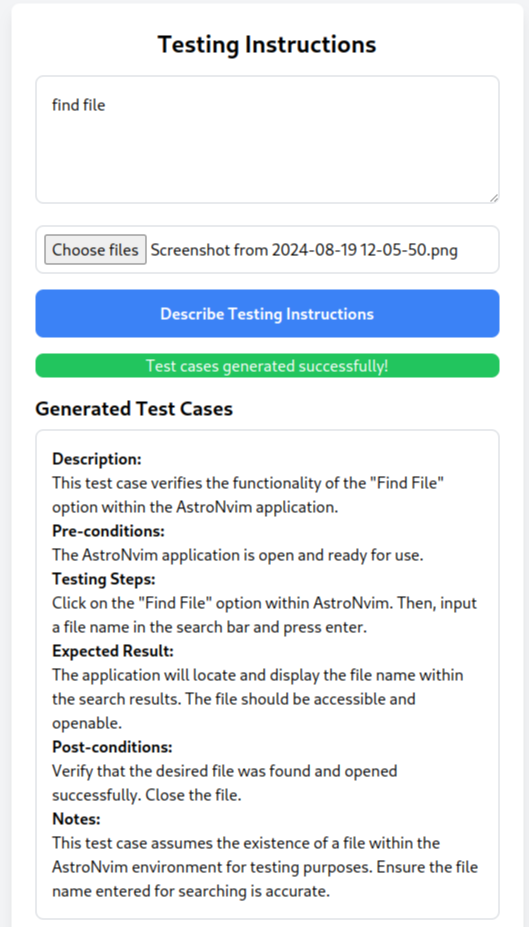 Testing Instructions
find file
Choose files Screenshot from 2024-08-19 12-05-50.png
Describe Testing Instructions
Test cases generated successfully!
Generated Test Cases
Description:
This test case verifies the functionality of the "Find File"
option within the AstroNvim application.
Pre-conditions:
The AstroNvim application is open and ready for use.
Testing Steps:
Click on the "Find File" option within AstroNvim. Then, input
a file name in the search bar and press enter.
Expected Result:
The application will locate and display the file name within
the search results. The file should be accessible and
openable.
Post-conditions:
Verify that the desired file was found and opened
successfully. Close the file.
Notes:
This test case assumes the existence of a file within the
AstroNvim environment for testing purposes. Ensure the file
name entered for searching is accurate.